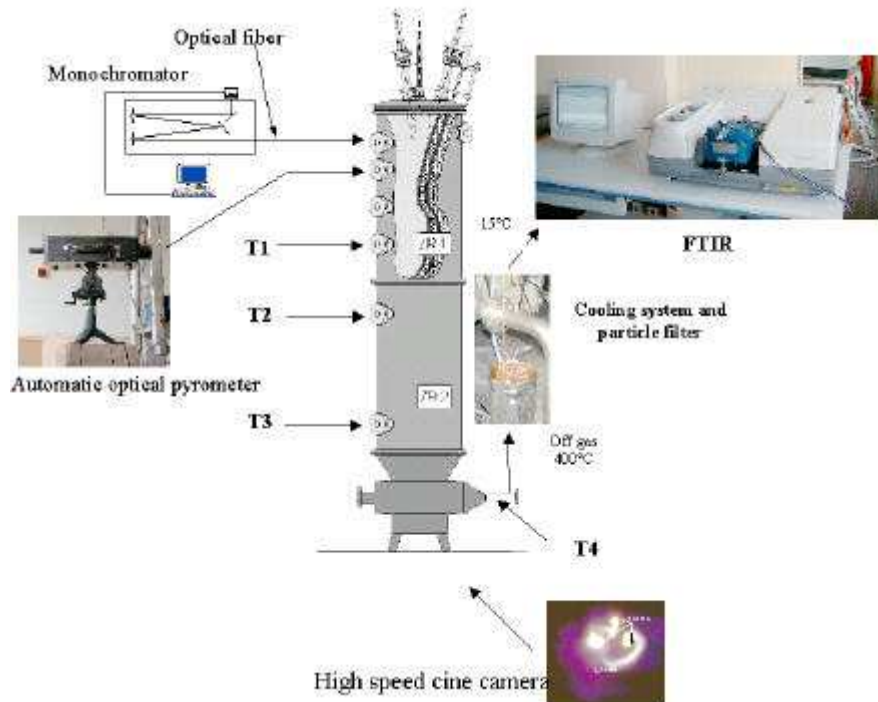 Optical fiber
Monochromator
T1
15°C
FTIR
T2
Cooling system and
particle filter
Automatic optical pyrometer
T3
Off gas
400°C
T4
High speed cine camera